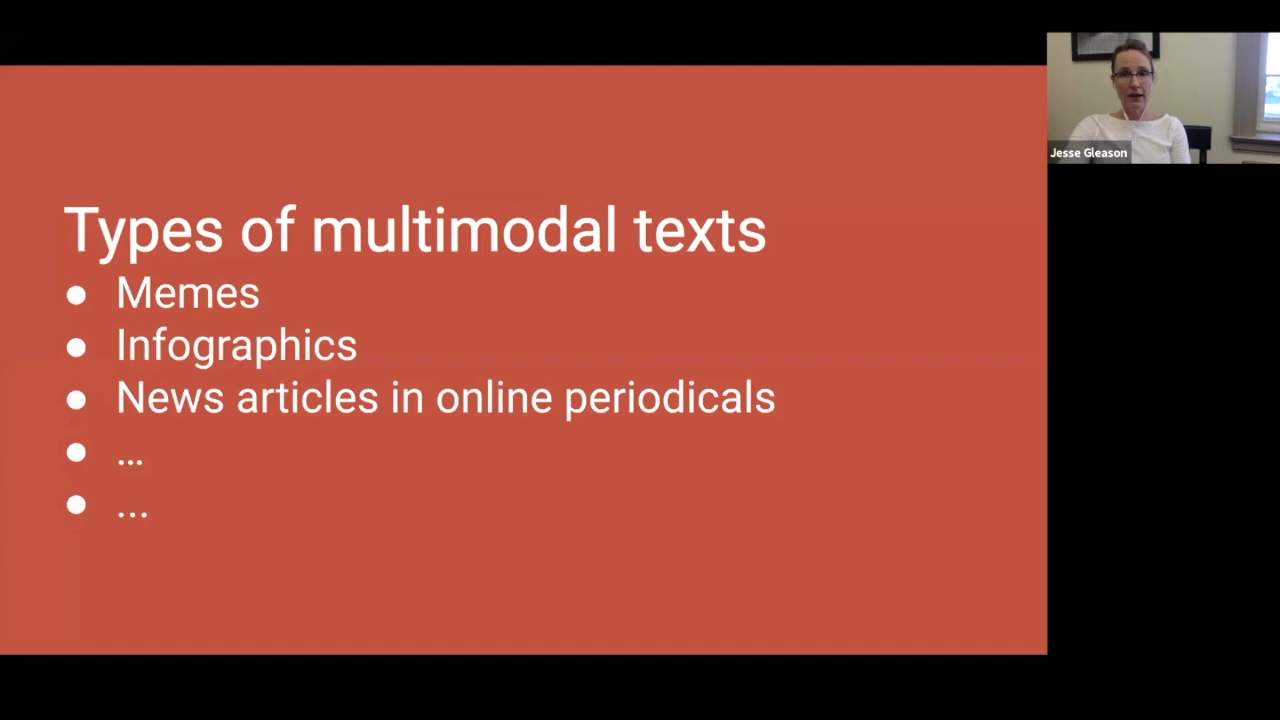 Types of multimodal texts
● Memes
● Infographics
● News articles in online periodicals
● …
● ...
Jesse Gleason